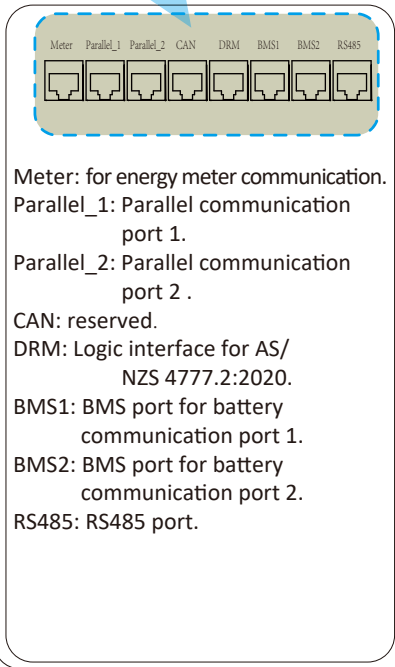 Meter Parallel_1 Parallel_2 CAN DRM BMS1 BMS2 RS485
Meter: for energy meter communication.
Parallel_1: Parallel communication
port 1.
Parallel_2: Parallel communication
port 2 .
CAN: reserved.
DRM: Logic interface for AS/
NZS 4777.2:2020.
BMS1: BMS port for battery
communication port 1.
BMS2: BMS port for battery
communication port 2.
RS485: RS485 port.